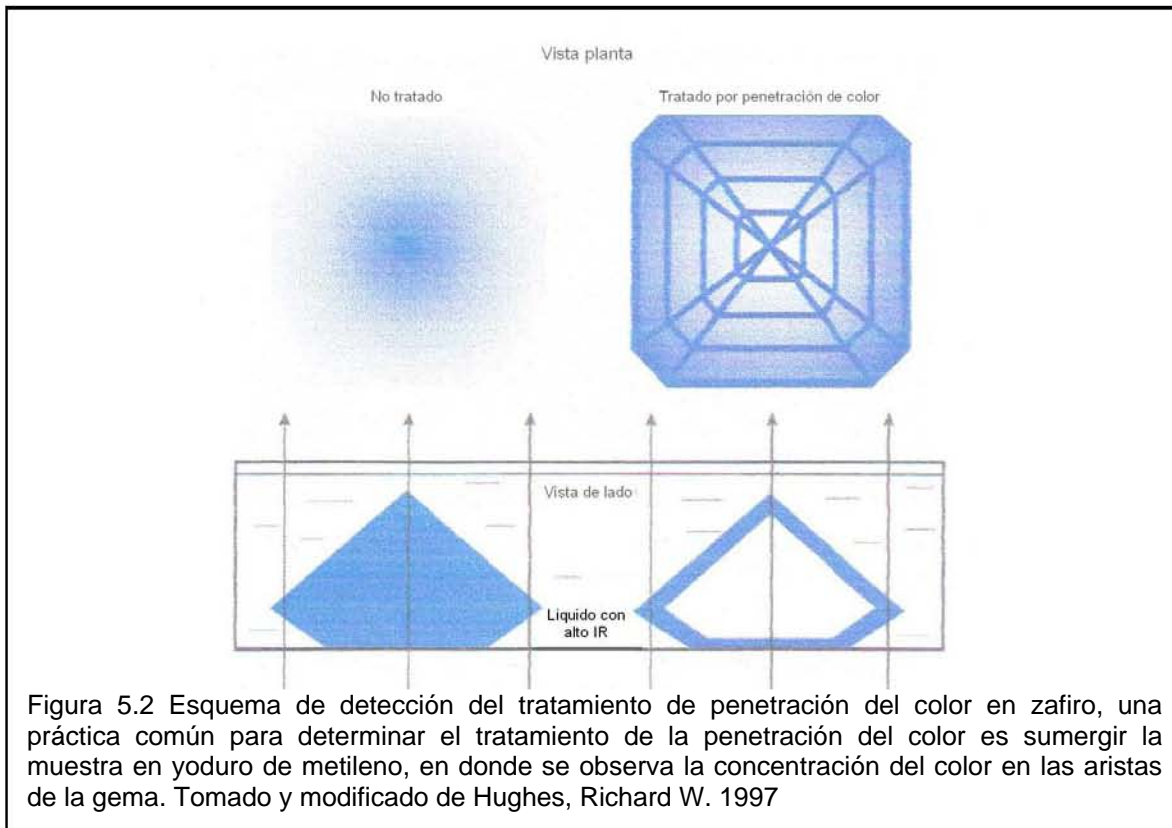 Vista planta
No tratado
Tratado por penetración de color
Vista de lado
Liquido con
alto IR
Figura 5.2 Esquema de detección del tratamiento de penetración del color en zafiro, una
práctica común para determinar el tratamiento de la penetración del color es sumergir la
muestra en yoduro de metileno, en donde se observa la concentración del color en las aristas
de la gema. Tomado y modificado de Hughes, Richard W. 1997